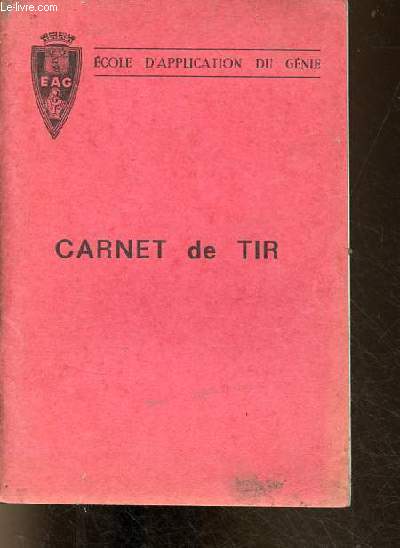 Le-livre.com
ÉCOLE D'APPLICATION DU GÉNIE
EAG
CARNET de TIR